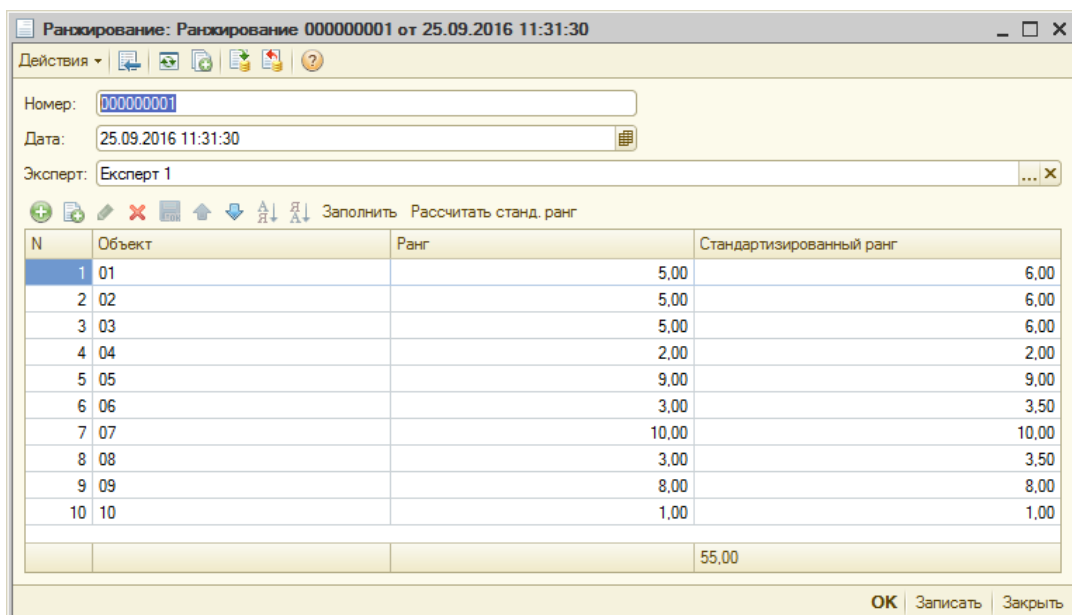 Ранжирование: Ранжирование 000000001 от 25.09.2016 11:31:30
Действия
Номер: 000000001
Дата: 25.09.2016 11:31:30
Эксперт: Експерт 1 ...
Заполнить Рассчитать станд. ранг
N Объект Ранг Стандартизированный ранг
1 01 5,00 6,00
2 02 5,00 6,00
3 03 5,00 6,00
4 04 2,00 2,00
5 05 9,00 9,00
6 06 3,00 3,50
7 07 10,00 10,00
8 08 3,00 3,50
9 09 8,00 8,00
10 10 1,00 1,00
55,00
ОК Записать Закрыть